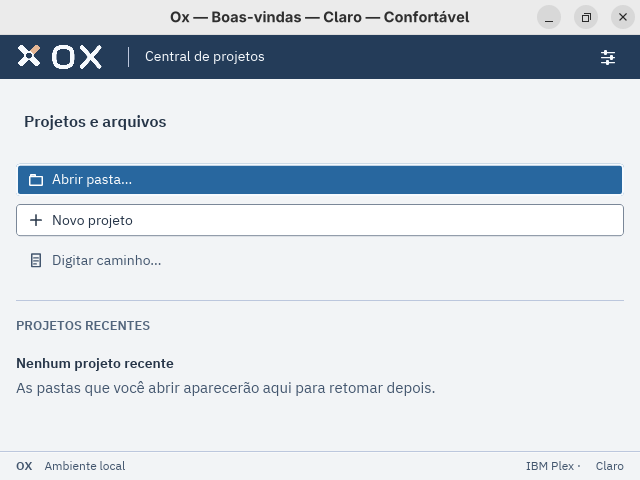 Ox — Boas-vindas — Claro — Confortável
OX Central de projetos
Projetos e arquivos
Abrir pasta...
Novo projeto
Digitar caminho...
PROJETOS RECENTES
Nenhum projeto recente
As pastas que você abrir aparecerão aqui para retomar depois.
OX Ambiente local IBM Plex · Claro